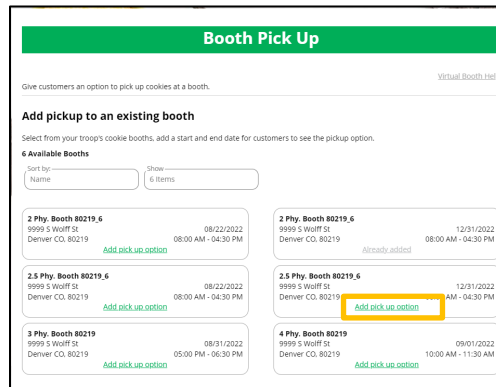 Booth Pick Up
Virtual Booth Hel
Give customers an option to pick up cookies at a booth.
Add pickup to an existing booth
Select from your troop's cookie booths, add a start and end date for customers to see the pickup option.
6 Available Booths
Sort by: Show
Name 6 Items
2 Phy. Booth 80219_6
9999 S Wolff St 08/22/2022
Denver CO, 80219 08:00 AM - 04:30 PM
Add pick up option
2 Phy. Booth 80219_6
9999 S Wolff St 12/31/2022
Denver CO, 80219 08:00 AM - 04:30 PM
Already added
2.5 Phy. Booth 80219_6
9999 S Wolff St 08/22/2022
Denver CO, 80219 08:00 AM - 04:30 PM
Add pick up option
2.5 Phy. Booth 80219_6
9999 S Wolff St 12/31/2022
Denver CO, 80219 AM - 04:30 PM
Add pick up option
3 Phy. Booth 80219
9999 S Wolff St 08/31/2022
Denver CO, 80219 05:00 PM - 06:30 PM
Add pick up option
4 Phy. Booth 80219
9999 S Wolff St 09/01/2022
Denver CO, 80219 10:00 AM - 11:30 AM
Add pick up option